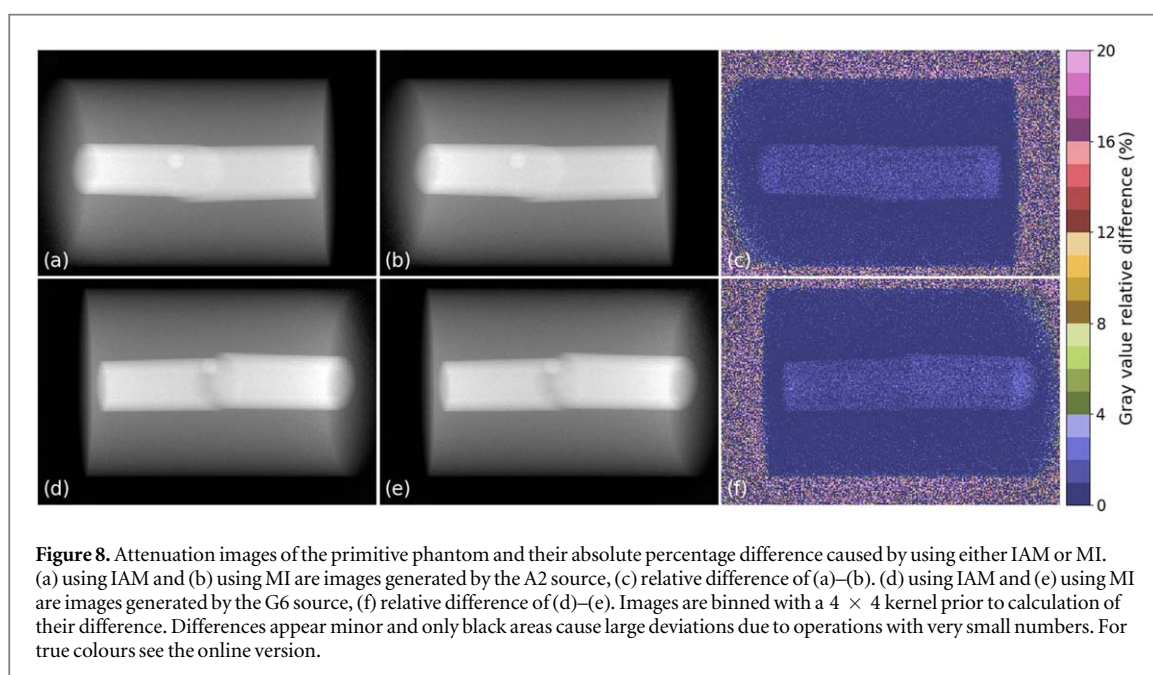 (a)
(b)
(c)
(d)
(e)
(f)
20
16
12
8
4
0
Gray value relative difference (%)
Figure 8. Attenuation images of the primitive phantom and their absolute percentage difference caused by using either IAM or MI.
(a) using IAM and (b) using MI are images generated by the A2 source, (c) relative difference of (a)–(b). (d) using IAM and (e) using MI
are images generated by the G6 source, (f) relative difference of (d)–(e). Images are binned with a 4 × 4 kernel prior to calculation of
their difference. Differences appear minor and only black areas cause large deviations due to operations with very small numbers. For
true colours see the online version.